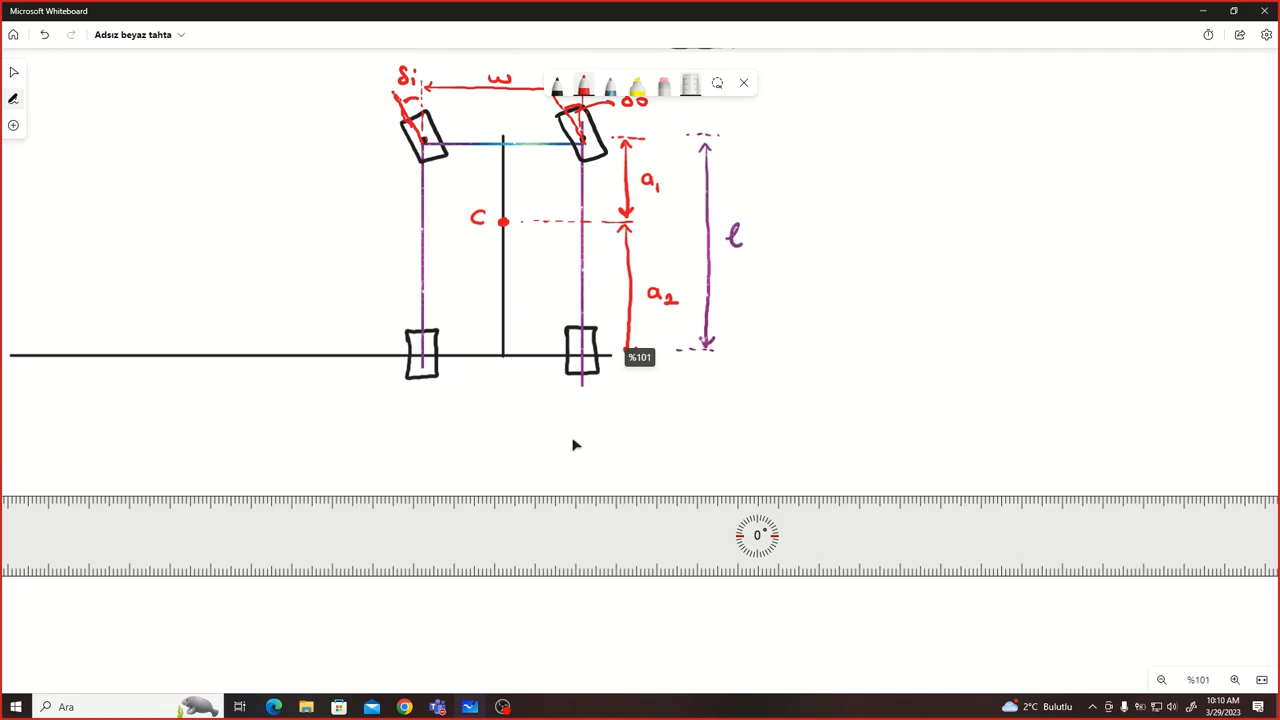 Microsoft Whiteboard
Adsız beyaz tahta
δi
w
δo
a1
C
l
a2
%101
0°
%101
Ara
2°C Bulutlu
10:10 AM
3/29/2023